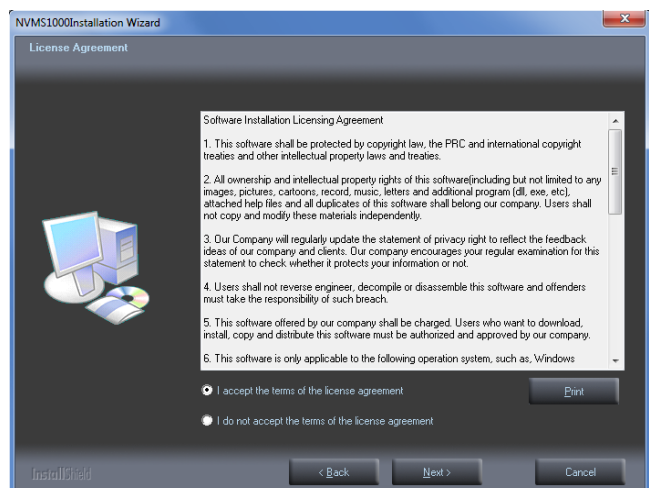 NVMS1000Installation Wizard
License Agreement
Software Installation Licensing Agreement
1. This software shall be protected by copyright law, the PRC and international copyright
treaties and other intellectual property laws and treaties.
2. All ownership and intellectual property rights of this software(including but not limited to any
images, pictures, cartoons, record, music, letters and additional program (dll, exe, etc),
attached help files and all duplicates of this software shall belong our company. Users shall
not copy and modify these materials independently.
3. Our Company will regularly update the statement of privacy right to reflect the feedback
ideas of our company and clients. Our company encourages your regular examination for this
statement to check whether it protects your information or not.
4. Users shall not reverse engineer, decompile or disassemble this software and offenders
must take the responsibility of such breach.
5. This software offered by our company shall be charged. Users who want to download,
install, copy and distribute this software must be authorized and approved by our company.
6. This software is only applicable to the following operation system, such as, Windows
I accept the terms of the license agreement
Print
I do not accept the terms of the license agreement
InstallShield
< Back
Next >
Cancel